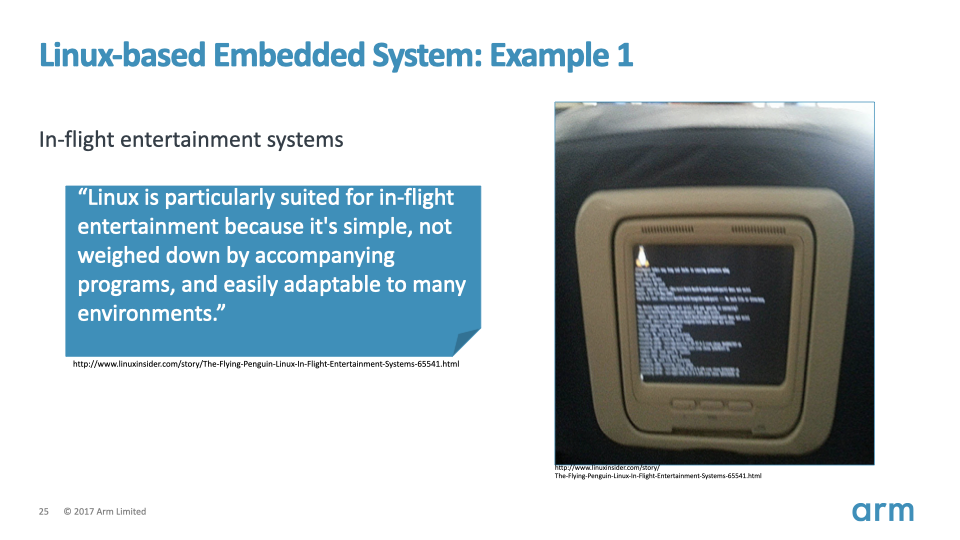 Linux-based Embedded System: Example 1
In-flight entertainment systems
“Linux is particularly suited for in-flight
entertainment because it's simple, not
weighed down by accompanying
programs, and easily adaptable to many
environments.”
http://www.linuxinsider.com/story/The-Flying-Penguin-Linux-In-Flight-Entertainment-Systems-65541.html
http://www.linuxinsider.com/story/
The-Flying-Penguin-Linux-In-Flight-Entertainment-Systems-65541.html
25 © 2017 Arm Limited
arm